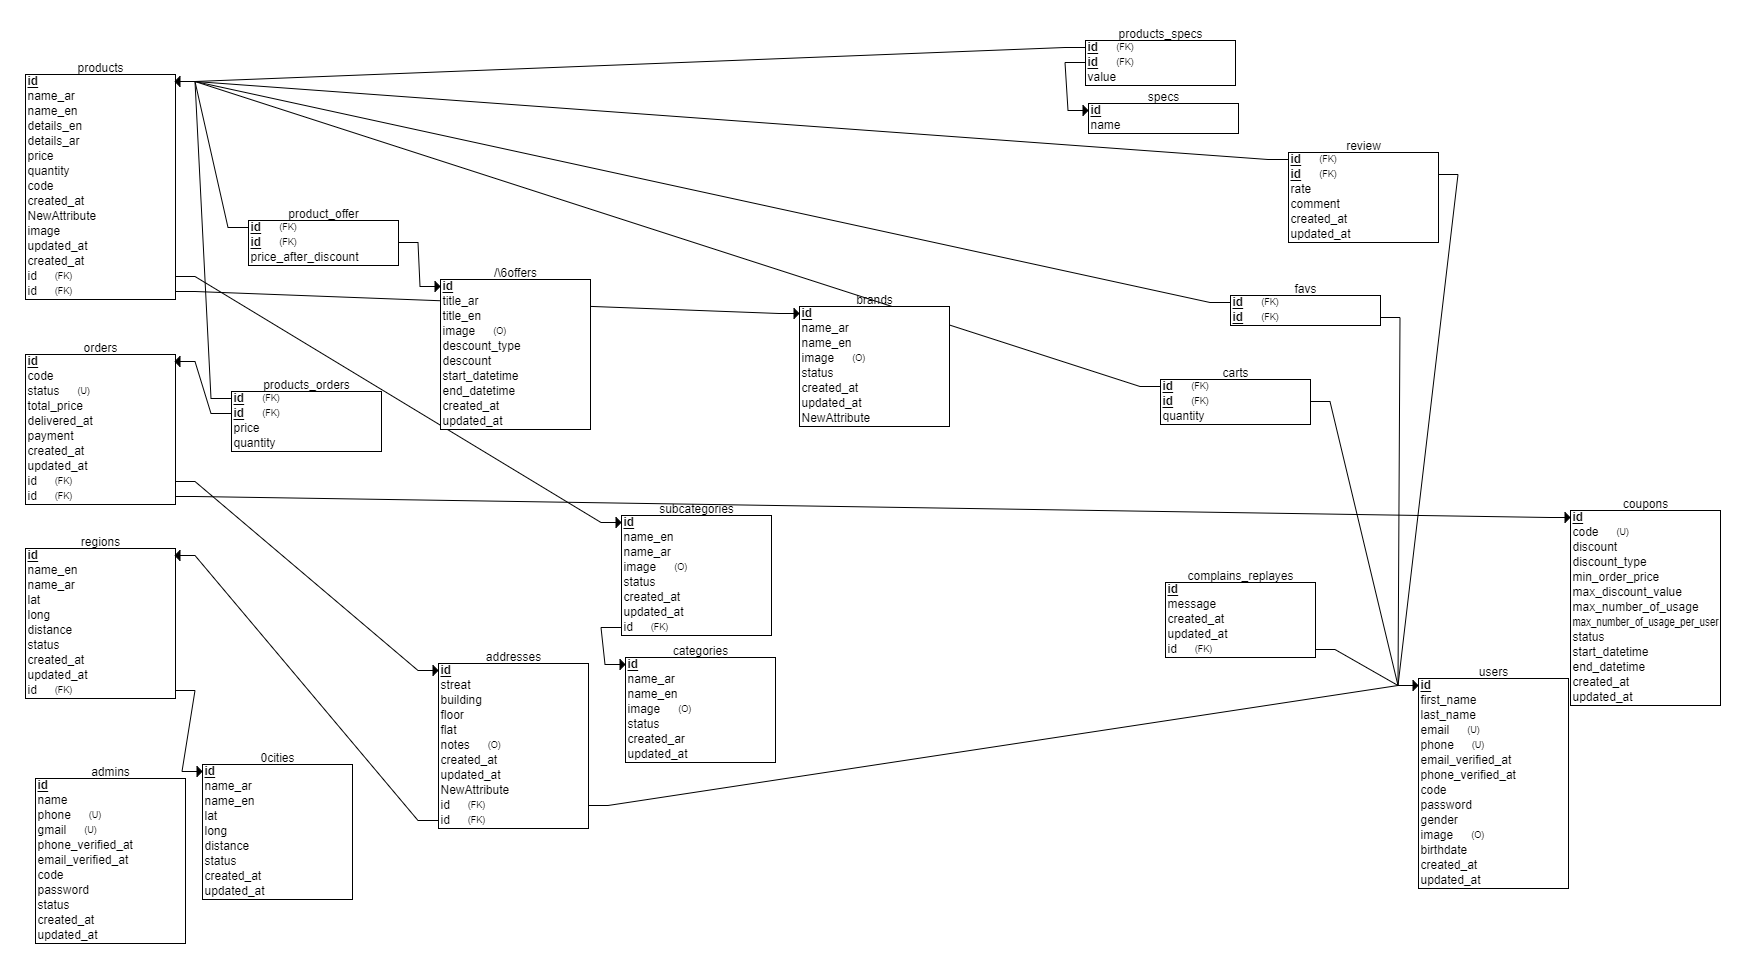 products
id
name_ar
name_en
details_en
details_ar
price
quantity
code
created_at
NewAttribute
image
updated_at
created_at
id (FK)
id (FK)
products_specs
id (FK)
id (FK)
value
specs
id
name
review
id (FK)
id (FK)
rate
comment
created_at
updated_at
product_offer
id (FK)
id (FK)
price_after_discount
/\6offers
id
title_ar
title_en
image (O)
descount_type
descount
start_datetime
end_datetime
created_at
updated_at
brands
id
name_ar
name_en
image (O)
status
created_at
updated_at
NewAttribute
favs
id (FK)
id (FK)
carts
id (FK)
id (FK)
quantity
orders
id
code
status (U)
total_price
delivered_at
payment
created_at
updated_at
id (FK)
id (FK)
products_orders
id (FK)
id (FK)
price
quantity
subcategories
id
name_en
name_ar
image (O)
status
created_at
updated_at
id (FK)
coupons
id
code (U)
discount
discount_type
min_order_price
max_discount_value
max_number_of_usage
max_number_of_usage_per_user
status
start_datetime
end_datetime
created_at
updated_at
regions
id
name_en
name_ar
lat
long
distance
status
created_at
updated_at
id (FK)
complains_replayes
id
message
created_at
updated_at
id (FK)
addresses
id
streat
building
floor
flat
notes (O)
created_at
updated_at
NewAttribute
id (FK)
id (FK)
categories
id
name_ar
name_en
image (O)
status
created_ar
updated_at
users
id
first_name
last_name
email (U)
phone (U)
email_verified_at
phone_verified_at
code
password
gender
image (O)
birthdate
created_at
updated_at
admins
id
name
phone (U)
gmail (U)
phone_verified_at
email_verified_at
code
password
status
created_at
updated_at
0cities
id
name_ar
name_en
lat
long
distance
status
created_at
updated_at